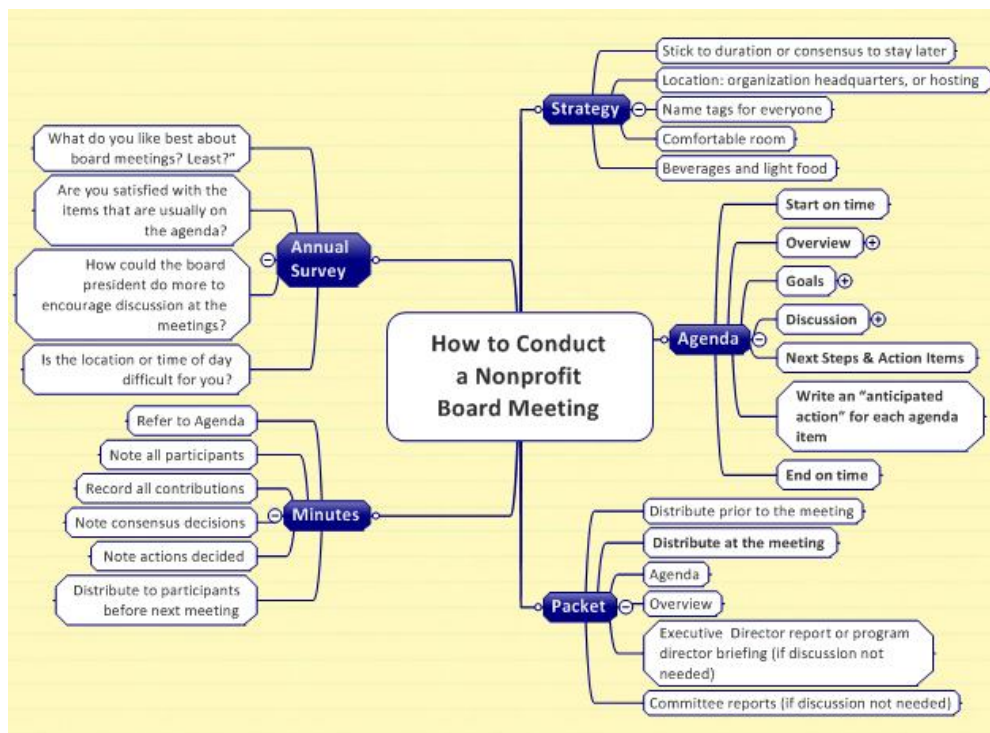 How to Conduct
a Nonprofit
Board Meeting
Strategy
Stick to duration or consensus to stay later
Location: organization headquarters, or hosting
Name tags for everyone
Comfortable room
Beverages and light food
Agenda
Start on time
Overview
Goals
Discussion
Next Steps & Action Items
Write an “anticipated
action” for each agenda
item
End on time
Packet
Distribute prior to the meeting
Distribute at the meeting
Agenda
Overview
Executive Director report or program
director briefing (if discussion not
needed)
Committee reports (if discussion not needed)
Annual
Survey
What do you like best about
board meetings? Least?”
Are you satisfied with the
items that are usually on
the agenda?
How could the board
president do more to
encourage discussion at the
meetings?
Is the location or time of day
difficult for you?
Minutes
Refer to Agenda
Note all participants
Record all contributions
Note consensus decisions
Note actions decided
Distribute to participants
before next meeting